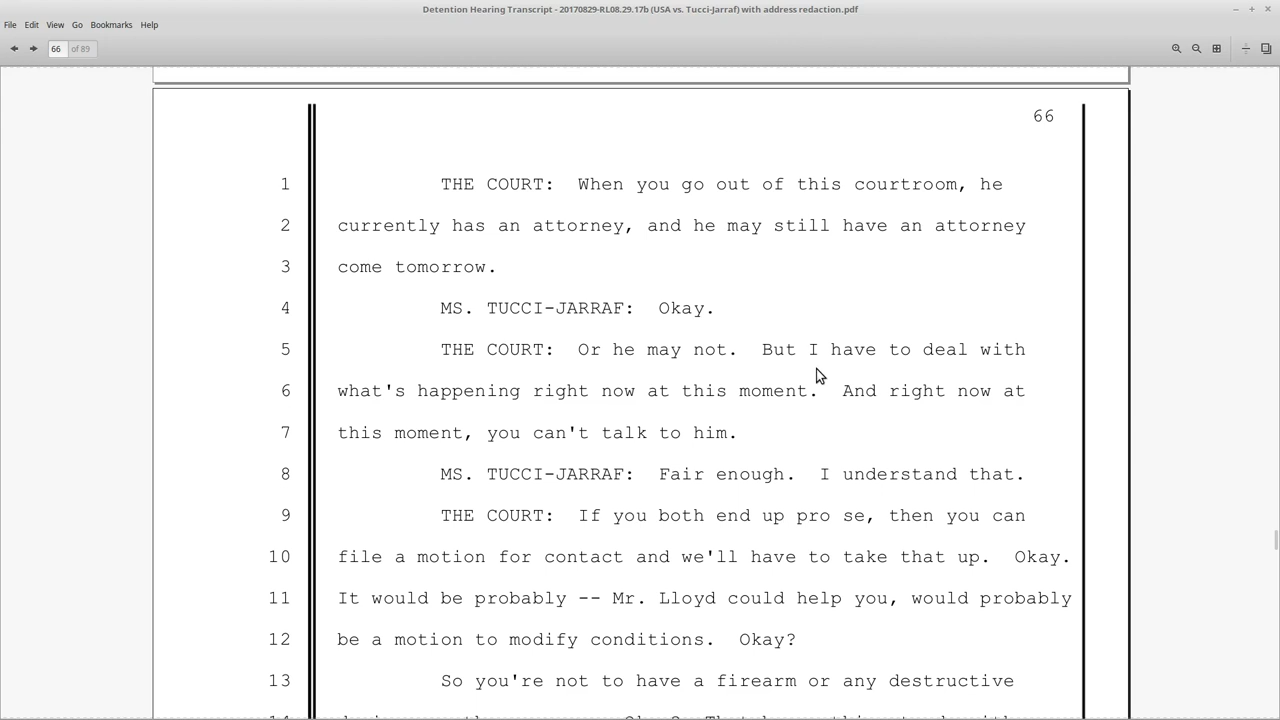 Detention Hearing Transcript - 20170829-RL08.29.17b (USA vs. Tucci-Jarraf) with address redaction.pdf
File Edit View Go Bookmarks Help
66 of 89
66
1 THE COURT: When you go out of this courtroom, he
2 currently has an attorney, and he may still have an attorney
3 come tomorrow.
4 MS. TUCCI-JARRAF: Okay.
5 THE COURT: Or he may not. But I have to deal with
6 what's happening right now at this moment. And right now at
7 this moment, you can't talk to him.
8 MS. TUCCI-JARRAF: Fair enough. I understand that.
9 THE COURT: If you both end up pro se, then you can
10 file a motion for contact and we'll have to take that up. Okay.
11 It would be probably -- Mr. Lloyd could help you, would probably
12 be a motion to modify conditions. Okay?
13 So you're not to have a firearm or any destructive